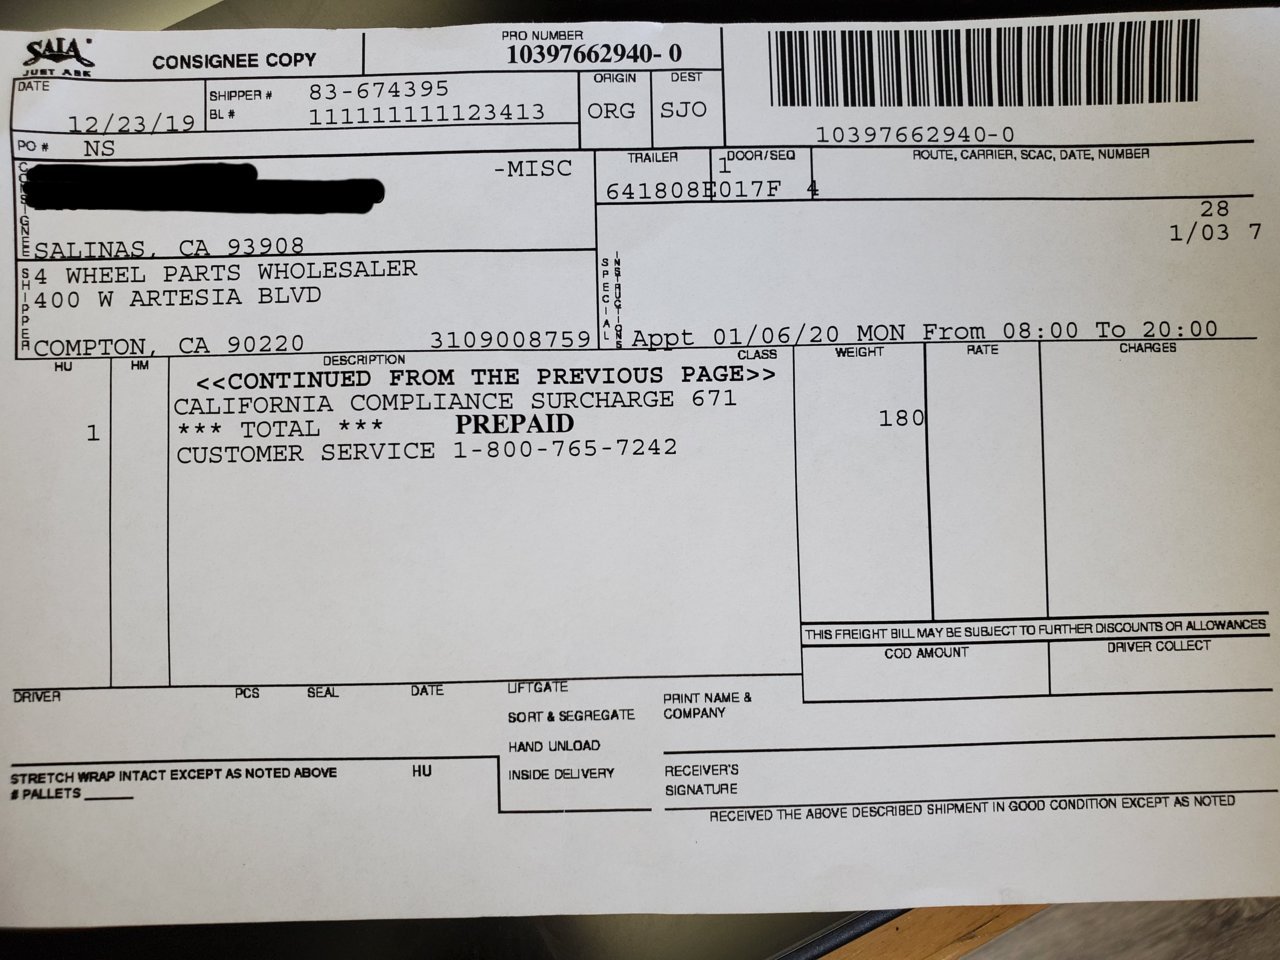 SAIA
JUST ASK
CONSIGNEE COPY
PRO NUMBER
10397662940- 0
DATE
12/23/19
SHIPPER # 83-674395
BL # 111111111123413
ORIGIN
ORG
DEST
SJO
10397662940-0
PO # NS
CONSIGNEE
-MISC
SALINAS, CA 93908
TRAILER
641808E
DOOR/SEQ
1
017F 4
ROUTE, CARRIER, SCAC, DATE, NUMBER
28
1/03 7
SHIPPER
4 WHEEL PARTS WHOLESALER
400 W ARTESIA BLVD
COMPTON, CA 90220 3109008759
SPECIAL INSTRUCTIONS
Appt 01/06/20 MON From 08:00 To 20:00
HU HM DESCRIPTION CLASS WEIGHT RATE CHARGES
<<CONTINUED FROM THE PREVIOUS PAGE>>
CALIFORNIA COMPLIANCE SURCHARGE 671
1 *** TOTAL *** PREPAID 180
CUSTOMER SERVICE 1-800-765-7242
THIS FREIGHT BILL MAY BE SUBJECT TO FURTHER DISCOUNTS OR ALLOWANCES
COD AMOUNT DRIVER COLLECT
DRIVER PCS SEAL DATE
LIFTGATE
SORT & SEGREGATE
HAND UNLOAD
INSIDE DELIVERY
PRINT NAME &
COMPANY
STRETCH WRAP INTACT EXCEPT AS NOTED ABOVE HU
# PALLETS
RECEIVER'S
SIGNATURE
RECEIVED THE ABOVE DESCRIBED SHIPMENT IN GOOD CONDITION EXCEPT AS NOTED